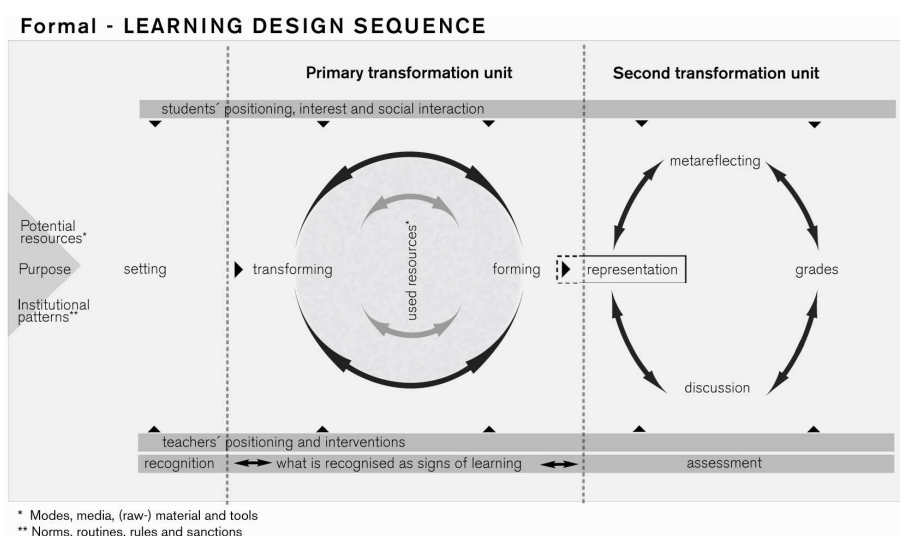 Formal - LEARNING DESIGN SEQUENCE
Primary transformation unit
Second transformation unit
students´ positioning, interest and social interaction
metareflecting
Potential
resources*
Purpose
Institutional
patterns**
setting
transforming
used resources*
forming
representation
grades
discussion
teachers´ positioning and interventions
recognition
what is recognised as signs of learning
assessment
* Modes, media, (raw-) material and tools
** Norms, routines, rules and sanctions